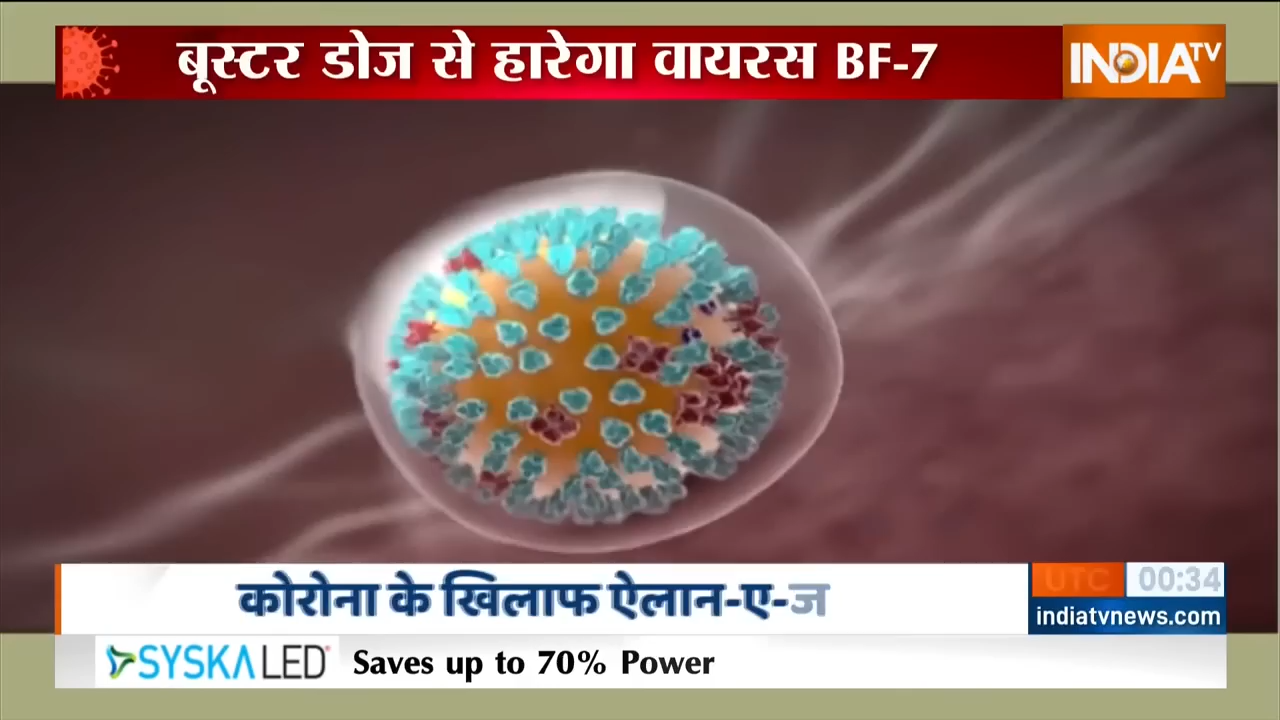 बूस्टर डोज से हारेगा वायरस BF-7
INDIA TV
कोरोना के खिलाफ ऐलान-ए-ज
UTC 00:34
indiatvnews.com
SYSKA LED
Saves up to 70% Power